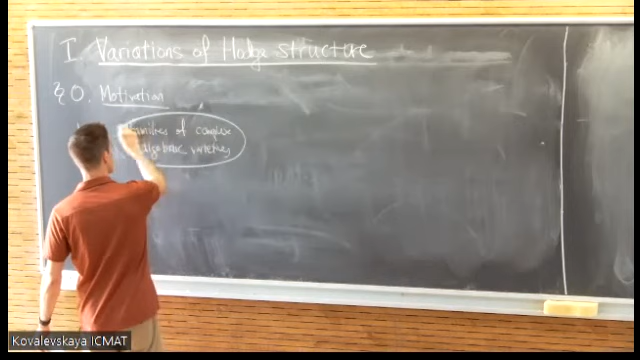 I. Variations of Hodge structure
§ 0. Motivation
families of complex
algebraic varieties
Kovalevskaya ICMAT